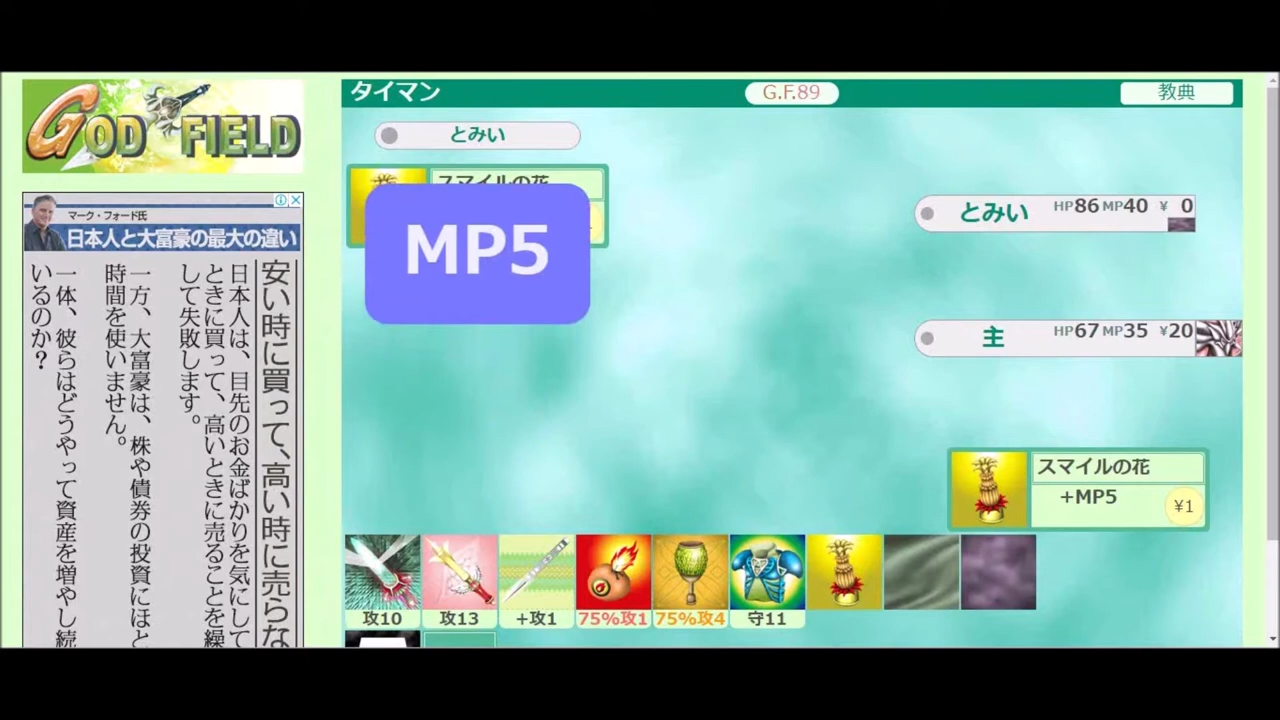 GOD FIELD
マーク・フォード氏
日本人と大富豪の最大の違い
安い時に買って、高い時に売らな
日本人は、目先のお金ばかりを気にして
ときに買って、高いときに売ることを繰
して失敗します。
一方、大富豪は、株や債券の投資にほと
時間を使いません。
一体、彼らはどうやって資産を増やし続
いるのか？
タイマン
G.F.89
教典
とみい
スマイルの花
MP5
とみい HP86 MP40 ¥ 0
主 HP67 MP35 ¥20
スマイルの花
+MP5
¥1
攻10
攻13
+攻1
75%攻1
75%攻4
守11